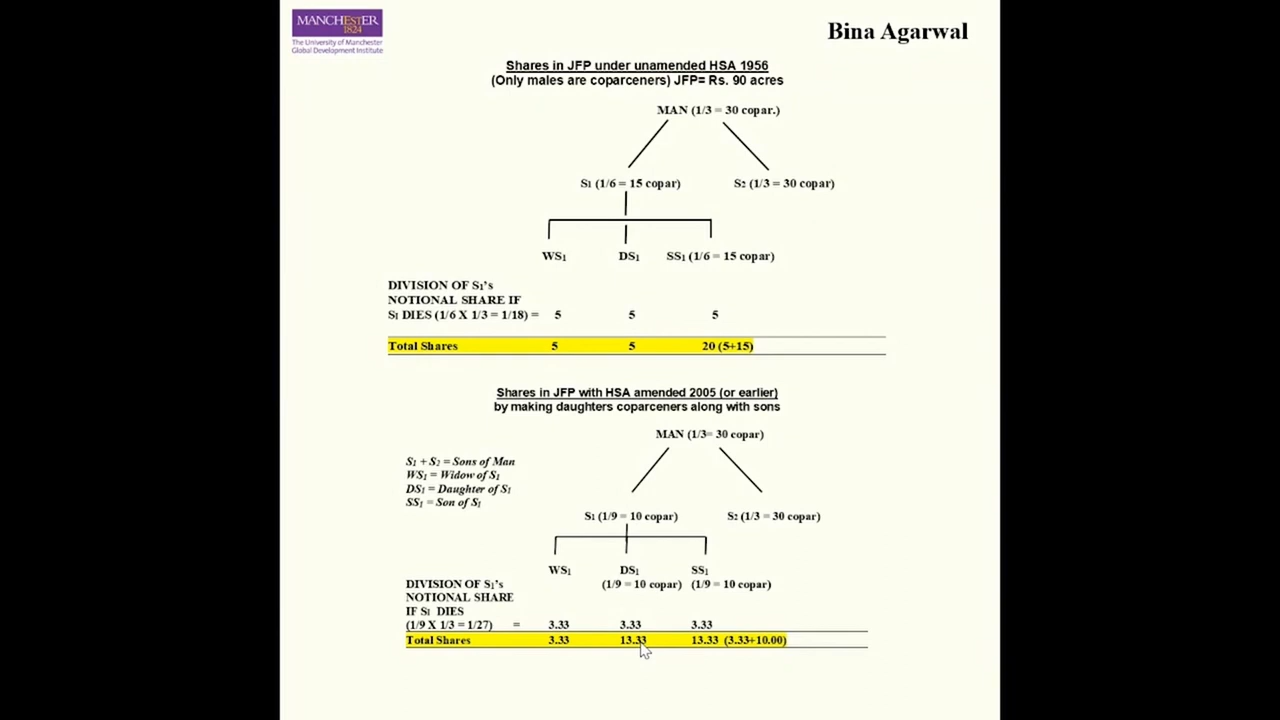 MANCHESTER
1824
The University of Manchester
Global Development Institute
Bina Agarwal
Shares in JFP under unamended HSA 1956
(Only males are coparceners) JFP= Rs. 90 acres
MAN (1/3 = 30 copar.)
S1 (1/6 = 15 copar) S2 (1/3 = 30 copar)
WS1 DS1 SS1 (1/6 = 15 copar)
DIVISION OF S1's
NOTIONAL SHARE IF
S1 DIES (1/6 X 1/3 = 1/18) = 5 5 5
Total Shares 5 5 20 (5+15)
Shares in JFP with HSA amended 2005 (or earlier)
by making daughters coparceners along with sons
MAN (1/3= 30 copar)
S1 + S2 = Sons of Man
WS1 = Widow of S1
DS1 = Daughter of S1
SS1 = Son of S1
S1 (1/9 = 10 copar) S2 (1/3 = 30 copar)
WS1 DS1 SS1
DIVISION OF S1's (1/9 = 10 copar) (1/9 = 10 copar)
NOTIONAL SHARE
IF S1 DIES
(1/9 X 1/3 = 1/27) = 3.33 3.33 3.33
Total Shares 3.33 13.33 13.33 (3.33+10.00)